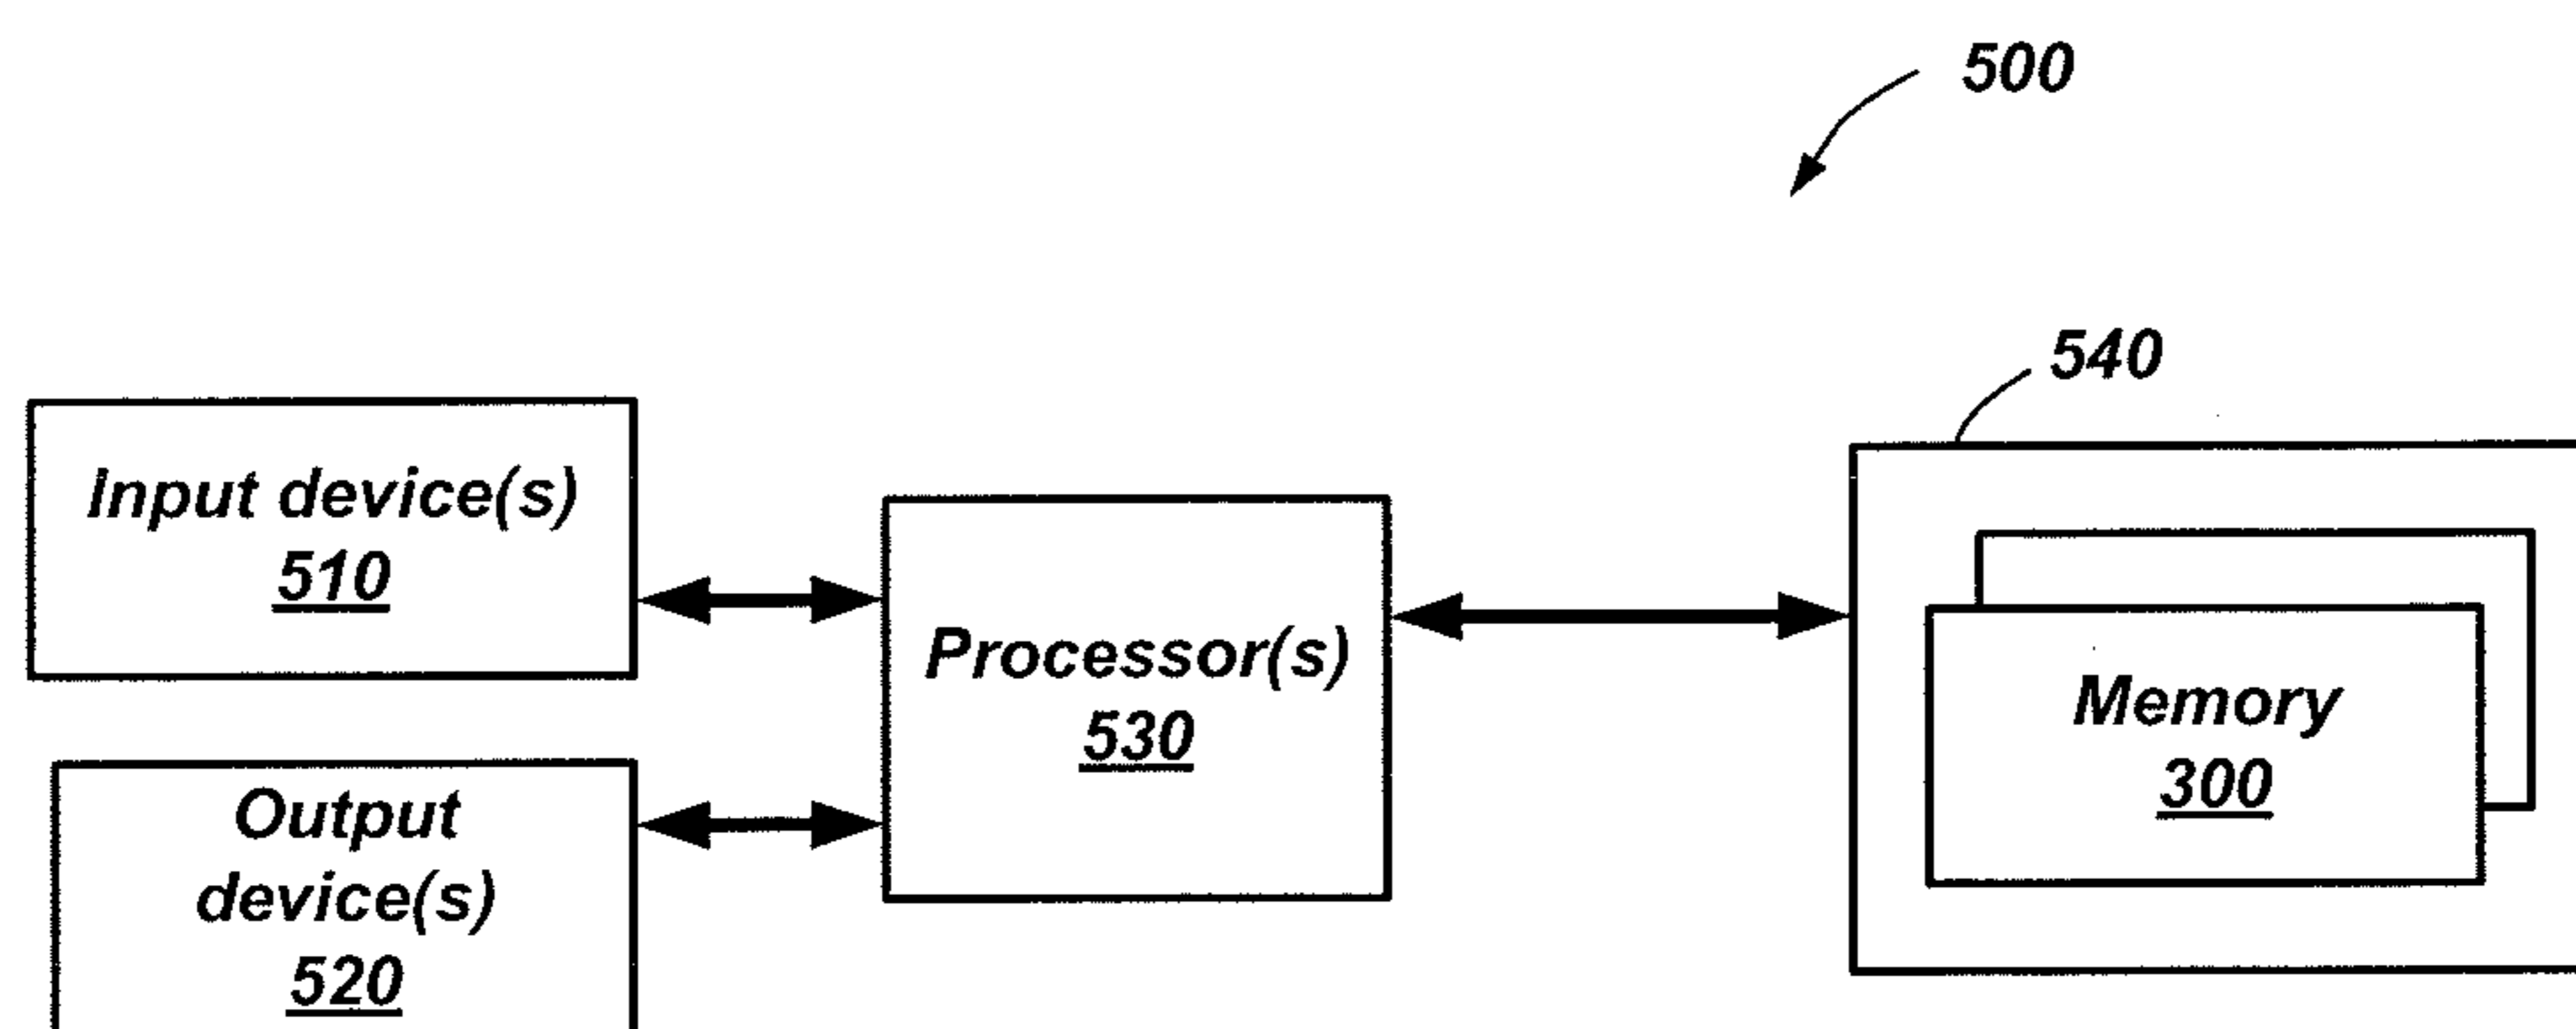 500
540
Input device(s)
510
Processor(s)
530
Memory
300
Output
device(s)
520